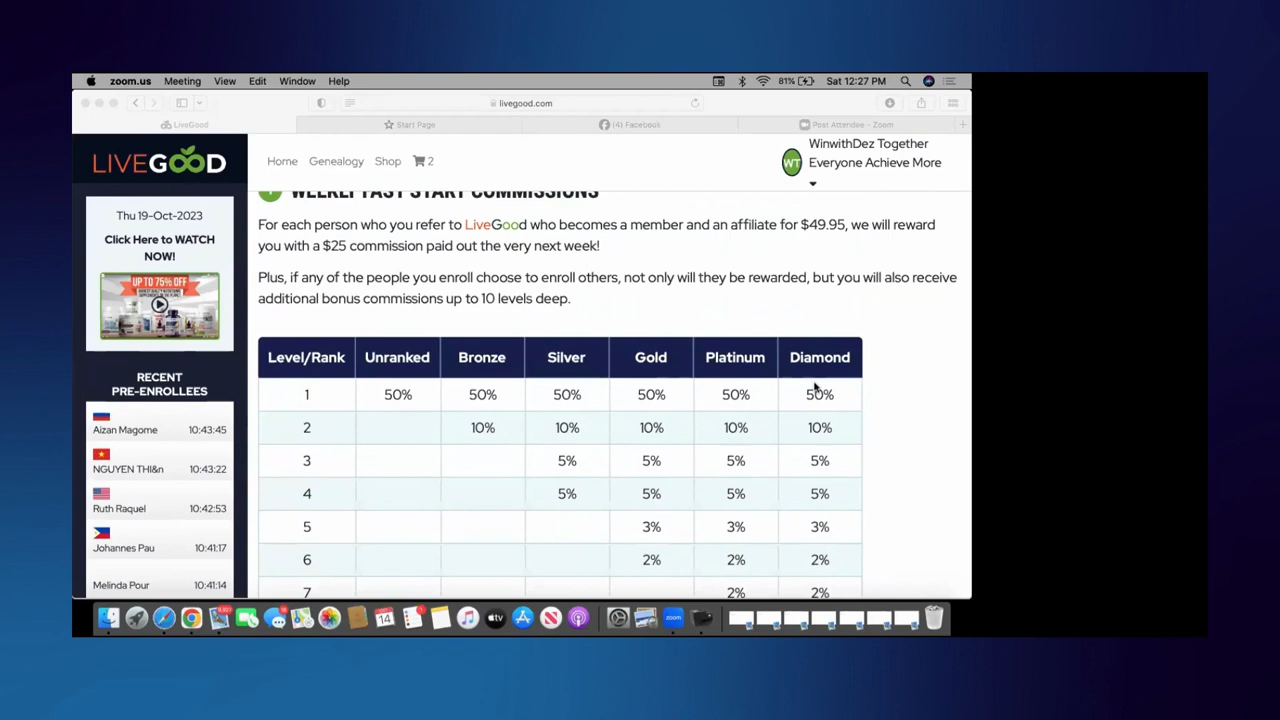 zoom.us Meeting View Edit Window Help 81% Sat 12:27 PM
livegood.com
LiveGood Start Page (4) Facebook Post Attendee - Zoom
LIVEGOOD
Home Genealogy Shop 2
WT
WinwithDez Together
Everyone Achieve More
Thu 19-Oct-2023
Click Here to WATCH
NOW!
UP TO 75% OFF
RECENT
PRE-ENROLLEES
Aizan Magome 10:43:45
NGUYEN THI&n 10:43:22
Ruth Raquel 10:42:53
Johannes Pau 10:41:17
Melinda Pour 10:41:14
WEEKLY FAST START COMMISSIONS
For each person who you refer to LiveGood who becomes a member and an affiliate for $49.95, we will reward
you with a $25 commission paid out the very next week!
Plus, if any of the people you enroll choose to enroll others, not only will they be rewarded, but you will also receive
additional bonus commissions up to 10 levels deep.
Level/Rank Unranked Bronze Silver Gold Platinum Diamond
1 50% 50% 50% 50% 50% 50%
2 10% 10% 10% 10% 10%
3 5% 5% 5% 5%
4 5% 5% 5% 5%
5 3% 3% 3%
6 2% 2% 2%
7 2% 2%
14
tv
zoom